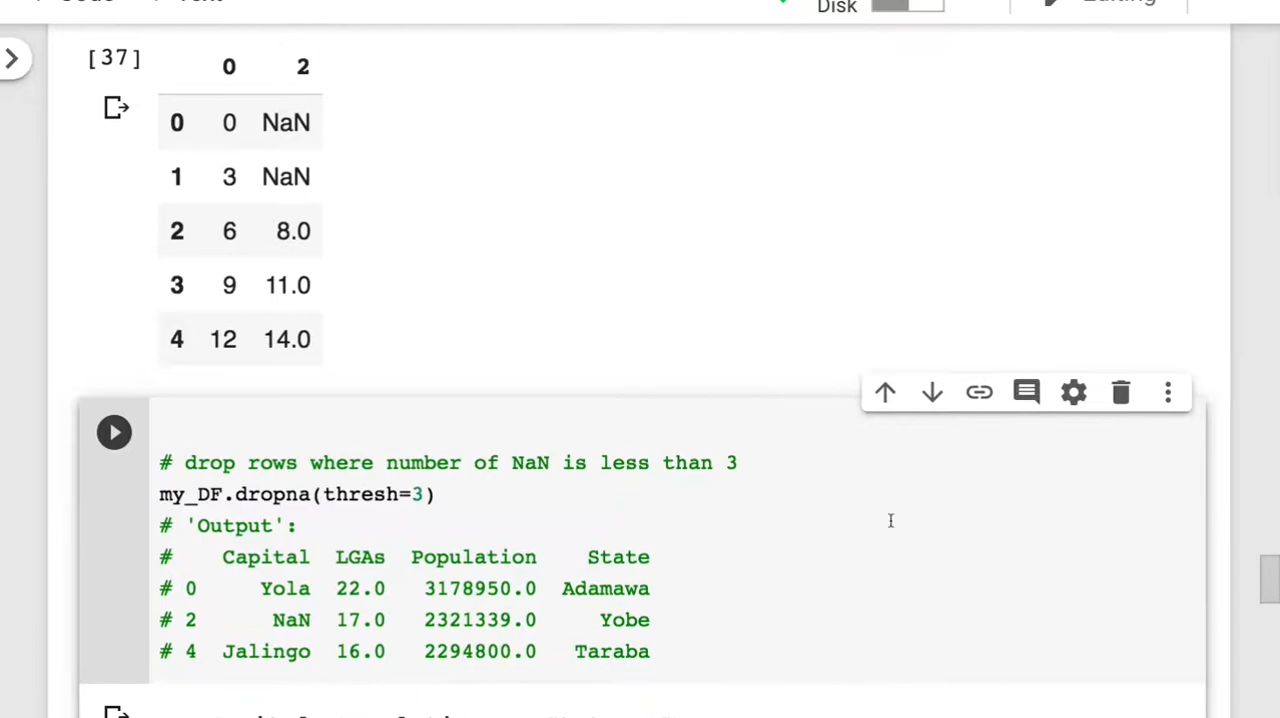 Disk
Editing
[37]
0 2
0 0 NaN
1 3 NaN
2 6 8.0
3 9 11.0
4 12 14.0
# drop rows where number of NaN is less than 3
my_DF.dropna(thresh=3)
# 'Output':
# Capital LGAs Population State
# 0 Yola 22.0 3178950.0 Adamawa
# 2 NaN 17.0 2321339.0 Yobe
# 4 Jalingo 16.0 2294800.0 Taraba